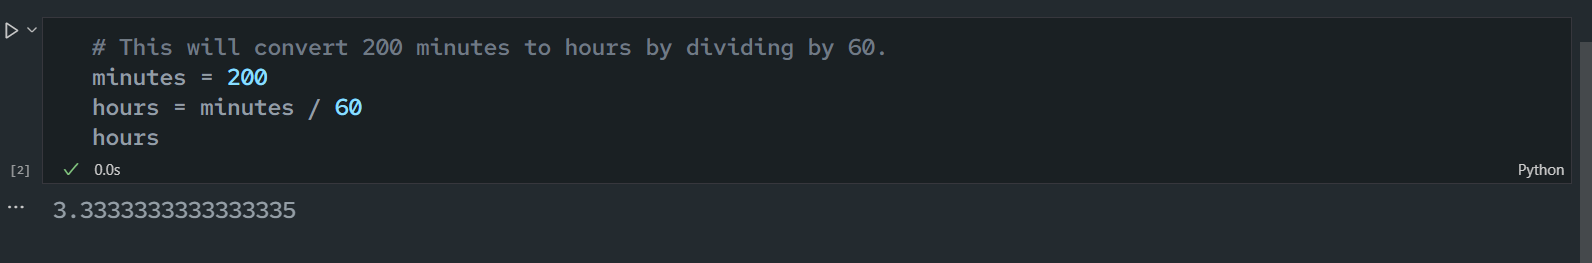 # This will convert 200 minutes to hours by dividing by 60.
minutes = 200
hours = minutes / 60
hours
[2]
0.0s
Python
3.3333333333333335